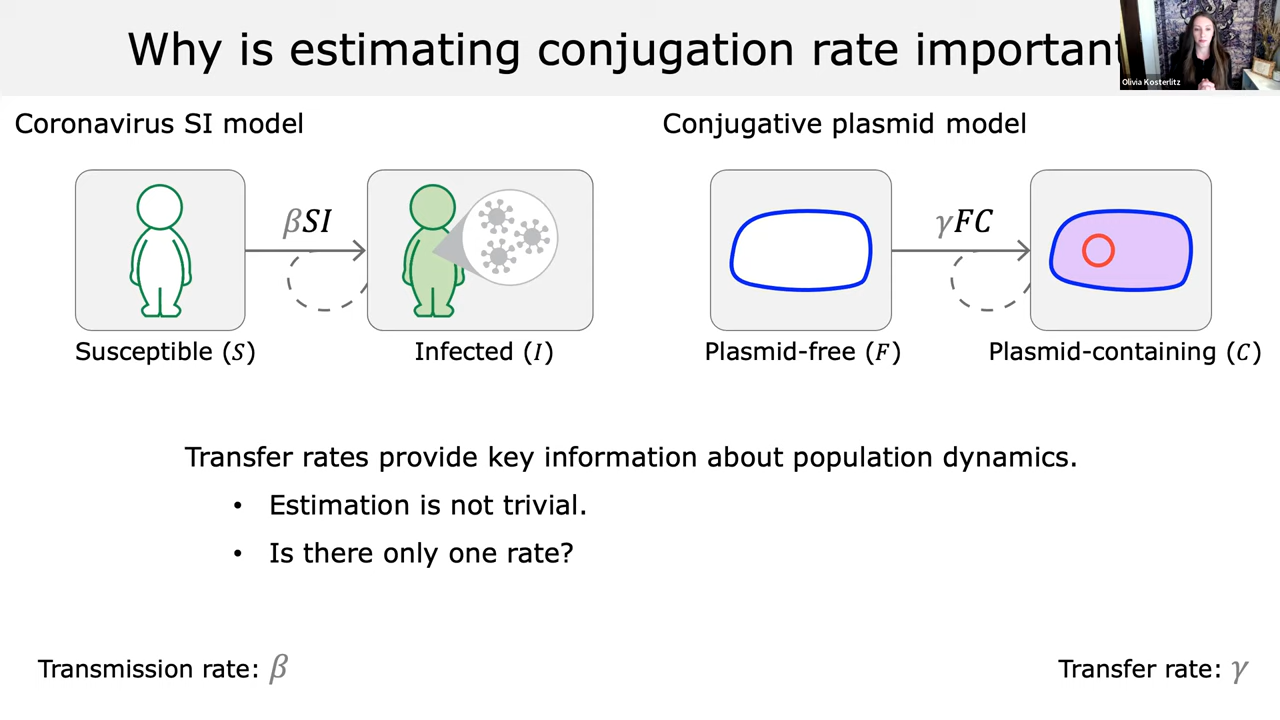 Why is estimating conjugation rate important
Olivia Kosterlitz
Coronavirus SI model
Conjugative plasmid model
βSI
γFC
Susceptible (S)
Infected (I)
Plasmid-free (F)
Plasmid-containing (C)
Transfer rates provide key information about population dynamics.
• Estimation is not trivial.
• Is there only one rate?
Transmission rate: β
Transfer rate: γ